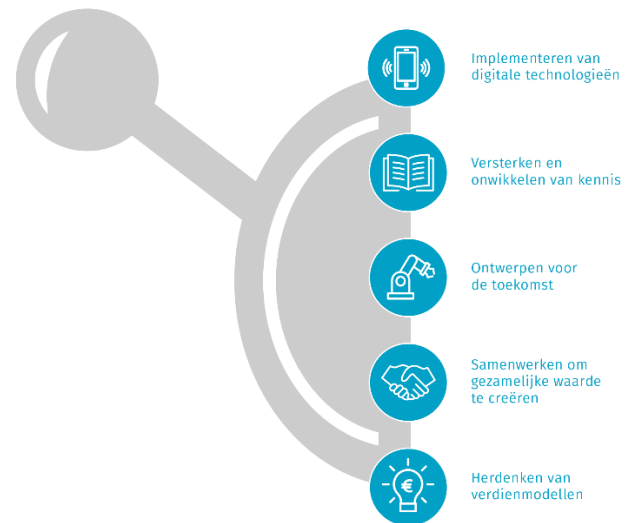 Implementeren van
digitale technologieën
Versterken en
onwikkelen van kennis
Ontwerpen voor
de toekomst
Samenwerken om
gezamelijke waarde
te creëren
€
Herdenken van
verdienmodellen